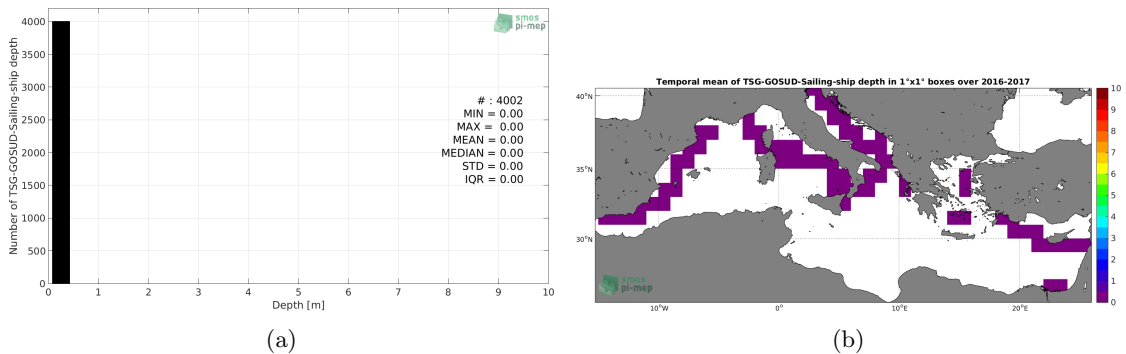 4000
3500
3000
2500
2000
1500
1000
500
0
Number of TSG-GOSUD-Sailing-ship depth
smos
pi-mep
# : 4002
MIN = 0.00
MAX = 0.00
MEAN = 0.00
MEDIAN = 0.00
STD = 0.00
IQR = 0.00
0 1 2 3 4 5 6 7 8 9 10
Depth [m]
(a)
Temporal mean of TSG-GOSUD-Sailing-ship depth in 1°x1° boxes over 2016-2017
40°N
35°N
30°N
10°W 0° 10°E 20°E
smos
pi-mep
10
9
8
7
6
5
4
3
2
1
0
(b)